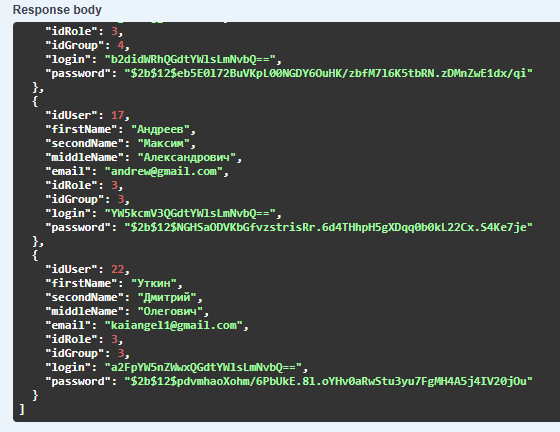 Response body
"idRole": 3,
"idGroup": 4,
"login": "b2didWRhQGdtYWlsLmNvbQ==",
"password": "$2b$12$eb5E0l72BuVKpL00NGDY6OuHK/zbfM7l6K5tbRN.zDMnZwE1dx/qi"
},
{
"idUser": 17,
"firstName": "Андреев",
"secondName": "Максим",
"middleName": "Александрович",
"email": "andrew@gmail.com",
"idRole": 3,
"idGroup": 3,
"login": "YW5kcmV3QGdtYWlsLmNvbQ==",
"password": "$2b$12$NGHSaODVKbGfvzstrisRr.6d4THhpH5gXDqq0b0kL22Cx.S4Ke7je"
},
{
"idUser": 22,
"firstName": "Уткин",
"secondName": "Дмитрий",
"middleName": "Олегович",
"email": "kaiangel1@gmail.com",
"idRole": 3,
"idGroup": 3,
"login": "a2FpYW5nZWwxQGdtYWlsLmNvbQ==",
"password": "$2b$12$pdvmhaoXohm/6PbUkE.8l.oYHv0aRwStu3yu7FgMH4A5j4IV20jOu"
}
]